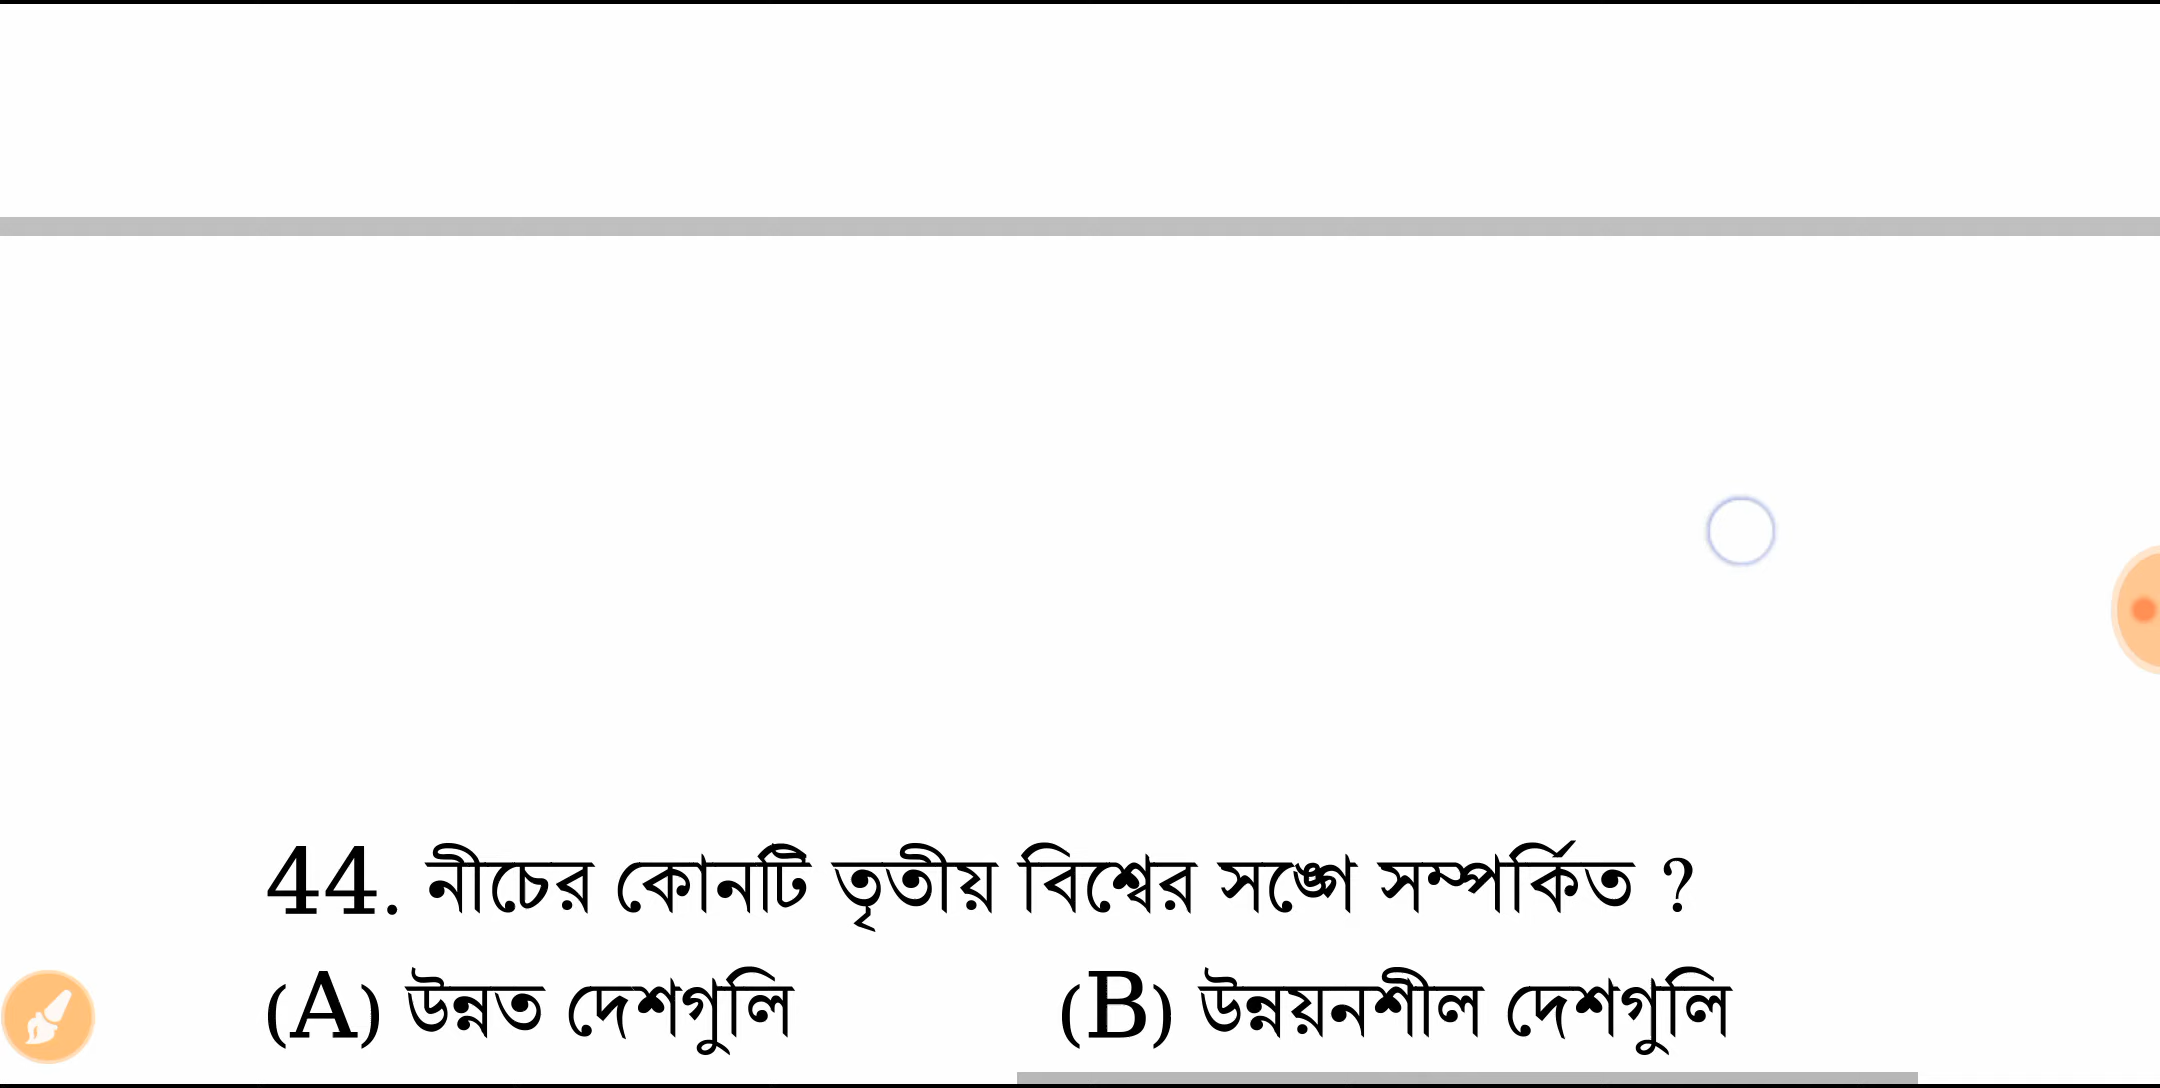 44. নীচের কোনটি তৃতীয় বিশ্বের সঙ্গে সম্পর্কিত ?
(A) উন্নত দেশগুলি (B) উন্নয়নশীল দেশগুলি